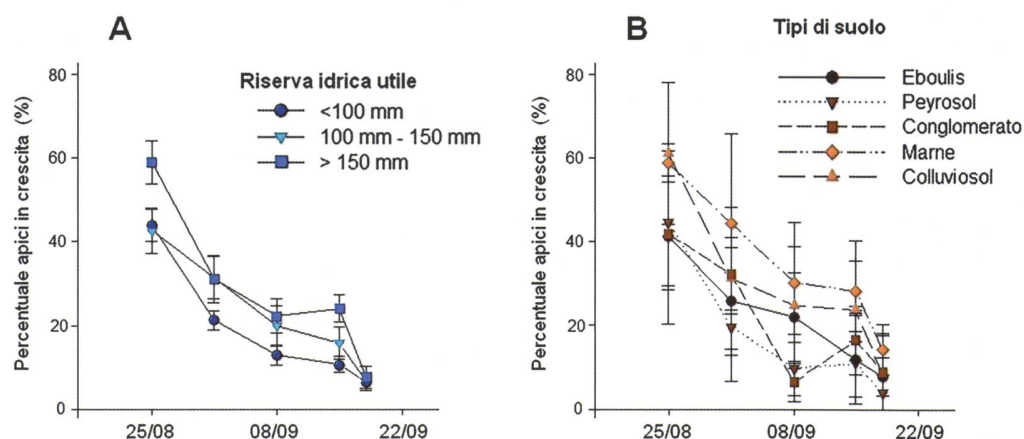 A
Riserva idrica utile
<100 mm
100 mm - 150 mm
> 150 mm
Percentuale apici in crescita (%)
80
60
40
20
0
25/08
08/09
22/09
B
Tipi di suolo
Eboulis
Peyrosol
Conglomerato
Marne
Colluviosol
Percentuale apici in crescita (%)
80
60
40
20
0
25/08
08/09
22/09